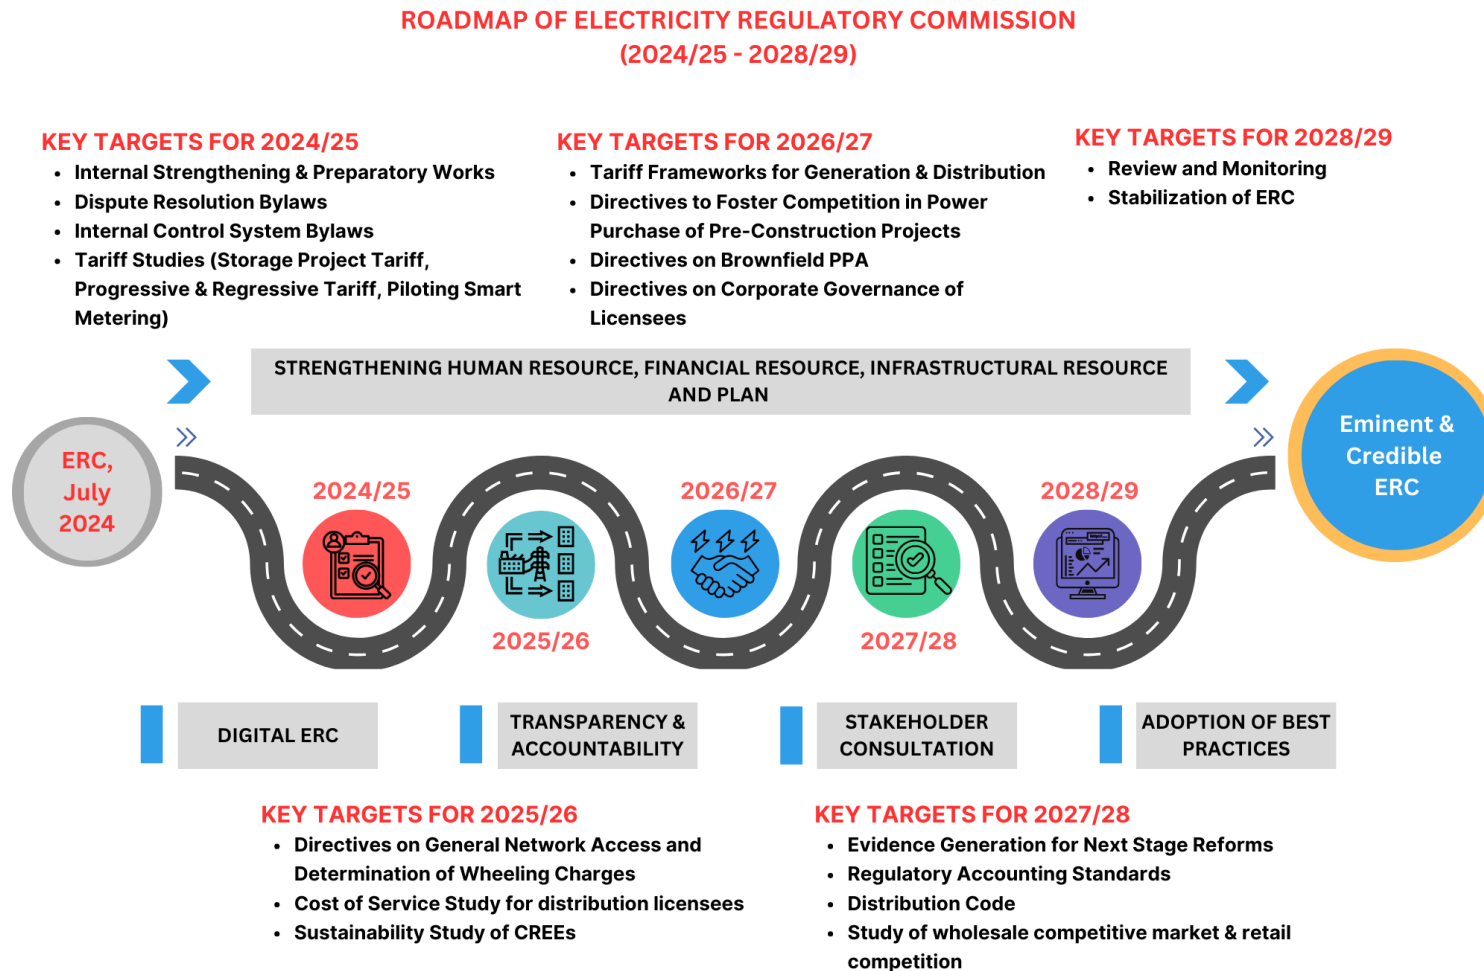 ROADMAP OF ELECTRICITY REGULATORY COMMISSION
(2024/25 - 2028/29)
KEY TARGETS FOR 2024/25
• Internal Strengthening & Preparatory Works
• Dispute Resolution Bylaws
• Internal Control System Bylaws
• Tariff Studies (Storage Project Tariff,
Progressive & Regressive Tariff, Piloting Smart
Metering)
KEY TARGETS FOR 2026/27
• Tariff Frameworks for Generation & Distribution
• Directives to Foster Competition in Power
Purchase of Pre-Construction Projects
• Directives on Brownfield PPA
• Directives on Corporate Governance of
Licensees
KEY TARGETS FOR 2028/29
• Review and Monitoring
• Stabilization of ERC
STRENGTHENING HUMAN RESOURCE, FINANCIAL RESOURCE, INFRASTRUCTURAL RESOURCE
AND PLAN
ERC,
July
2024
2024/25
2025/26
2026/27
2027/28
2028/29
Eminent &
Credible
ERC
DIGITAL ERC
TRANSPARENCY &
ACCOUNTABILITY
STAKEHOLDER
CONSULTATION
ADOPTION OF BEST
PRACTICES
KEY TARGETS FOR 2025/26
• Directives on General Network Access and
Determination of Wheeling Charges
• Cost of Service Study for distribution licensees
• Sustainability Study of CREEs
KEY TARGETS FOR 2027/28
• Evidence Generation for Next Stage Reforms
• Regulatory Accounting Standards
• Distribution Code
• Study of wholesale competitive market & retail
competition